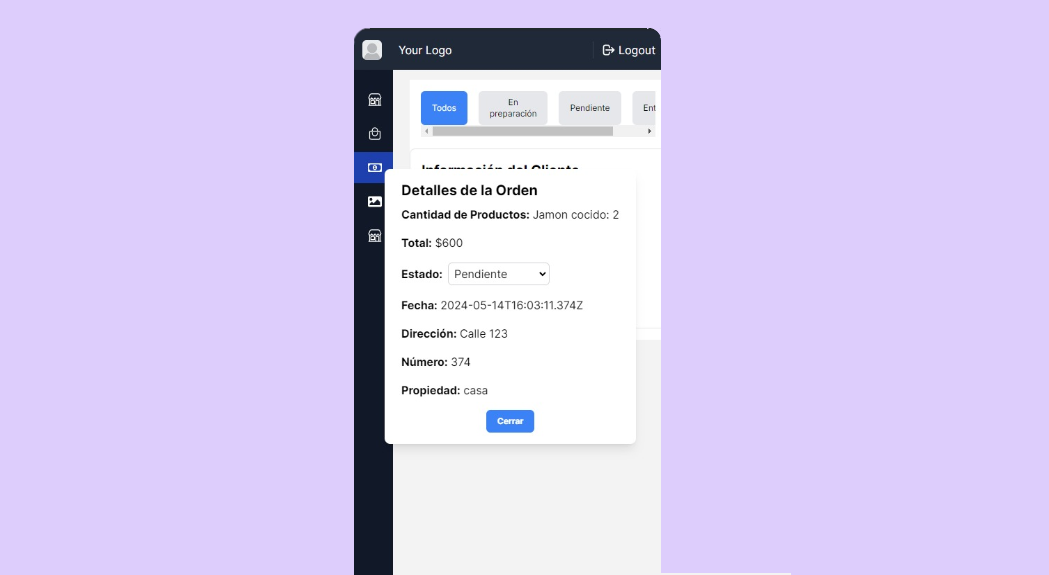 Your Logo
Logout
Todos
En
preparación
Pendiente
Ent
Información del Cliente
Detalles de la Orden
Cantidad de Productos: Jamon cocido: 2
Total: $600
Estado: Pendiente
Fecha: 2024-05-14T16:03:11.374Z
Dirección: Calle 123
Número: 374
Propiedad: casa
Cerrar